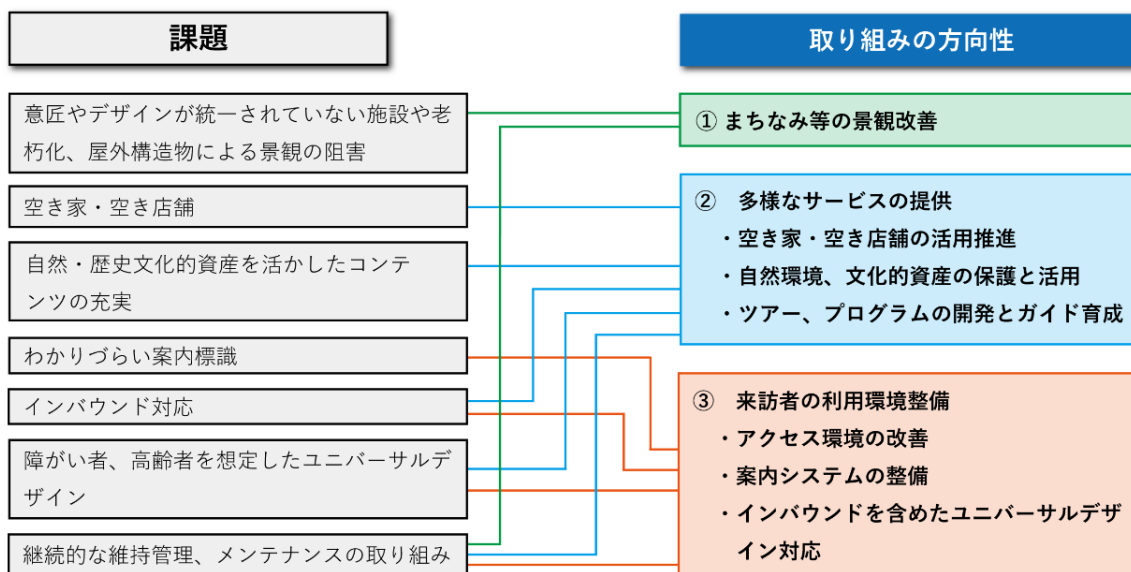 課題
意匠やデザインが統一されていない施設や老
朽化、屋外構造物による景観の阻害
空き家・空き店舗
自然・歴史文化的資産を活かしたコンテ
ンツの充実
わかりづらい案内標識
インバウンド対応
障がい者、高齢者を想定したユニバーサルデ
ザイン
継続的な維持管理、メンテナンスの取り組み
取り組みの方向性
① まちなみ等の景観改善
② 多様なサービスの提供
・空き家・空き店舗の活用推進
・自然環境、文化的資産の保護と活用
・ツアー、プログラムの開発とガイド育成
③ 来訪者の利用環境整備
・アクセス環境の改善
・案内システムの整備
・インバウンドを含めたユニバーサルデザ
イン対応